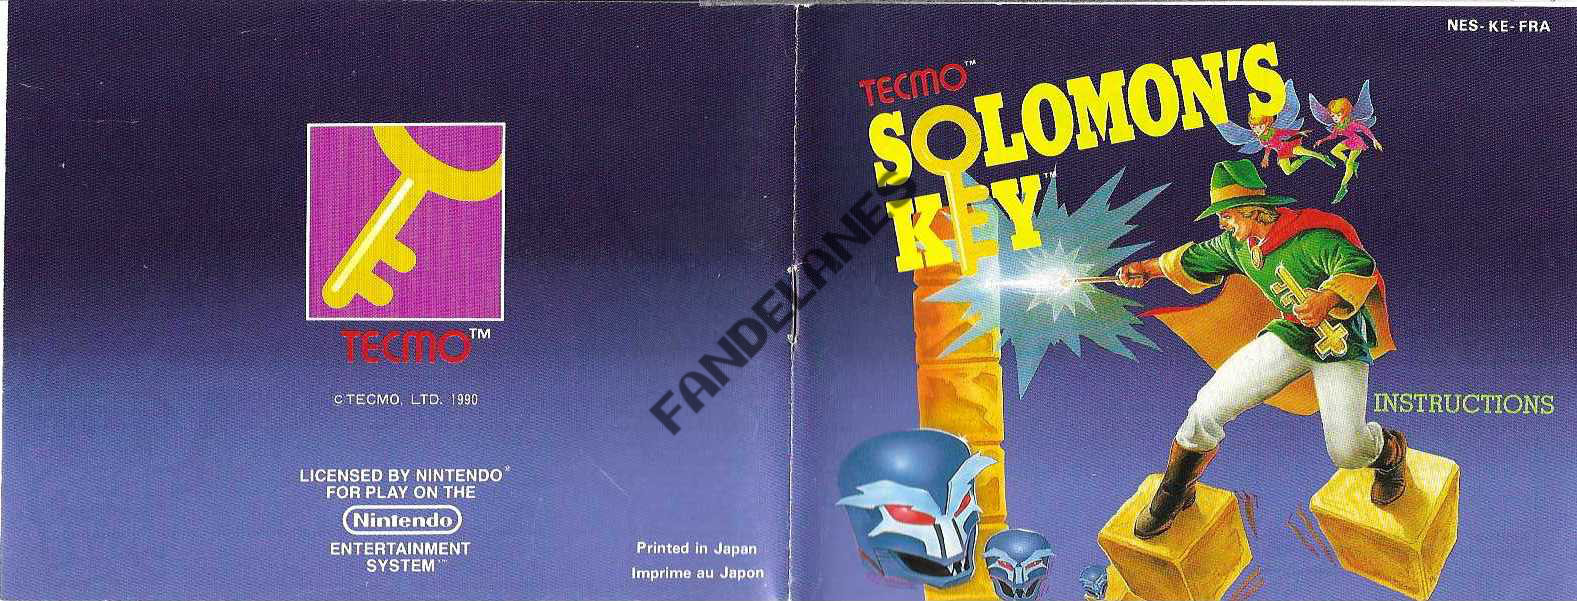 TECMO™
© TECMO, LTD. 1990
LICENSED BY NINTENDO®
FOR PLAY ON THE
Nintendo
ENTERTAINMENT
SYSTEM™
Printed in Japan
Imprime au Japon
FANDELANES
NES-KE-FRA
TECMO™
SOLOMON'S
KEY™
INSTRUCTIONS